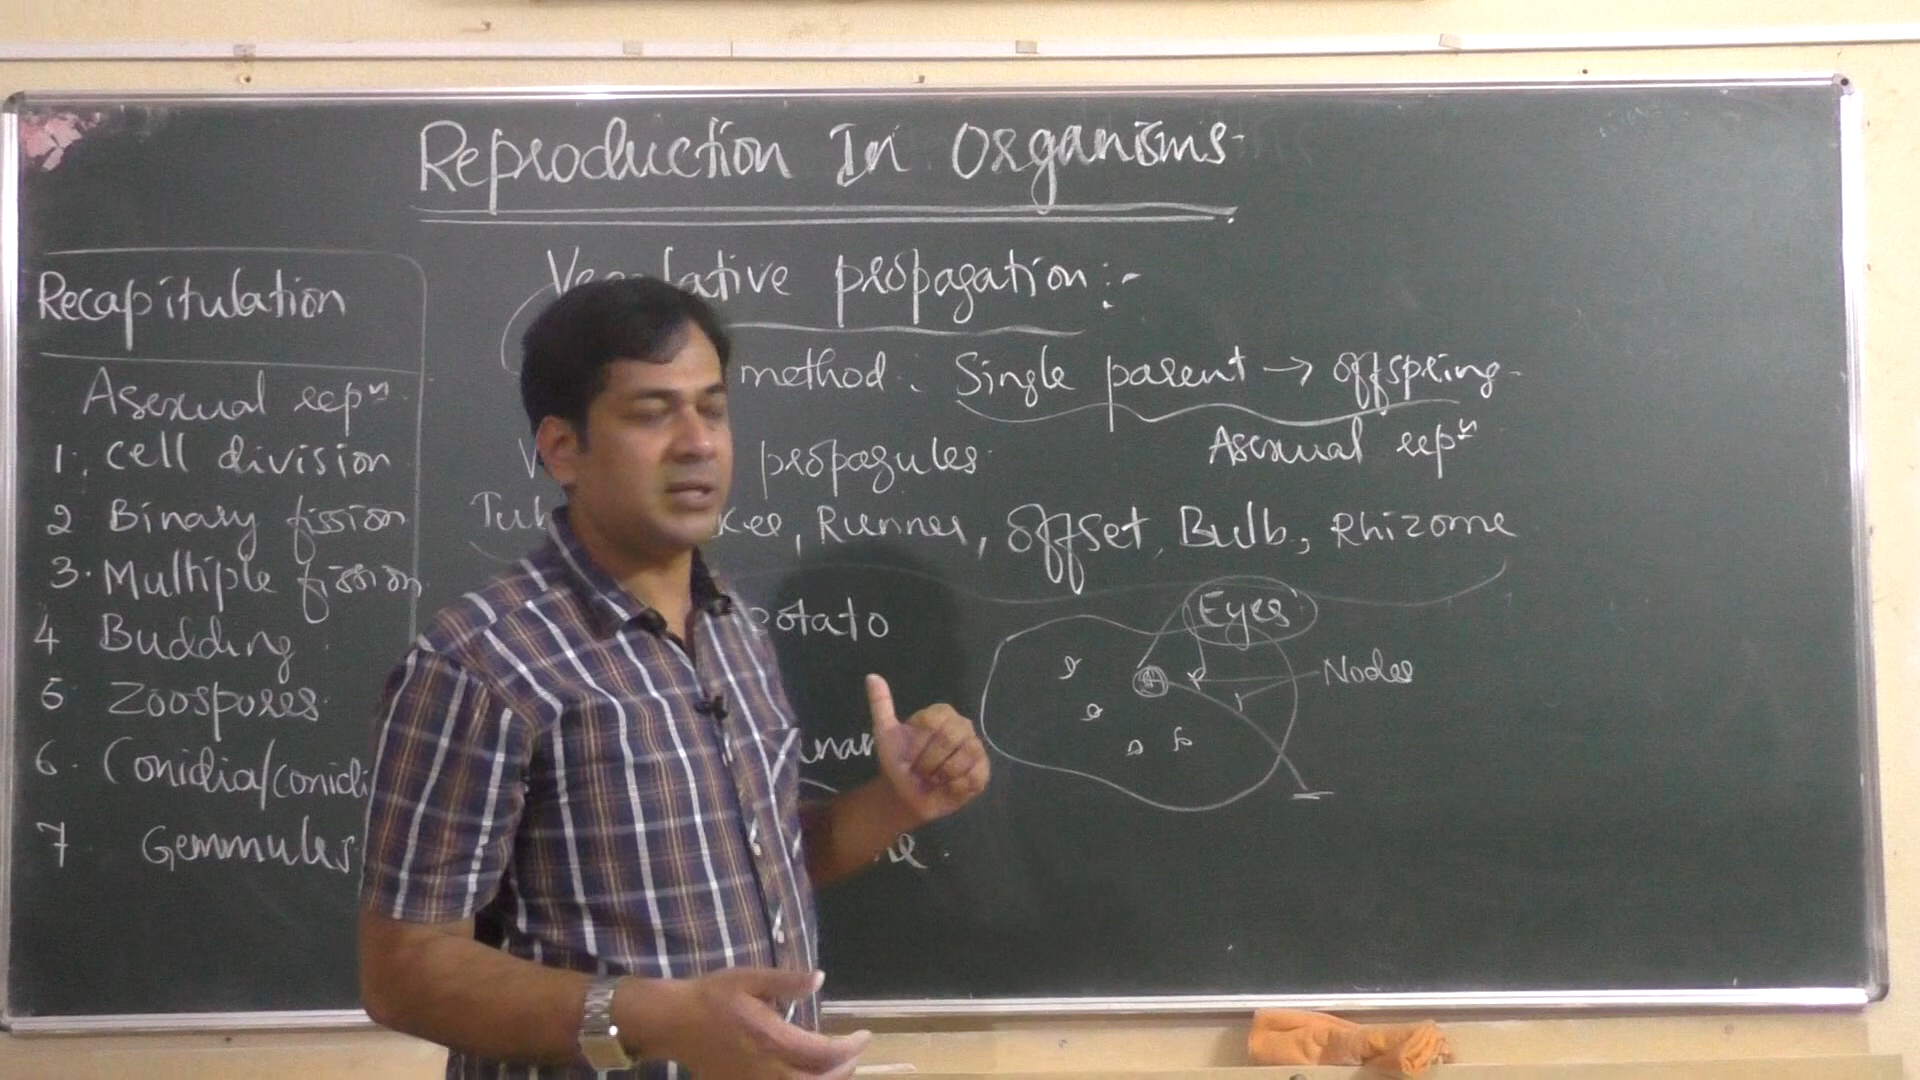 Reproduction In Organisms
Recapitulation
Asexual repn
1. cell division
2 Binary fission
3. Multiple fission
4 Budding
5 Zoospores
6. Conidia/conidi
7 Gemmules
propagation :-
method : Single parent → offspring
propagules
Asexual repn
Runner, offset, Bulb, Rhizome
potato
Eyes
Nodes